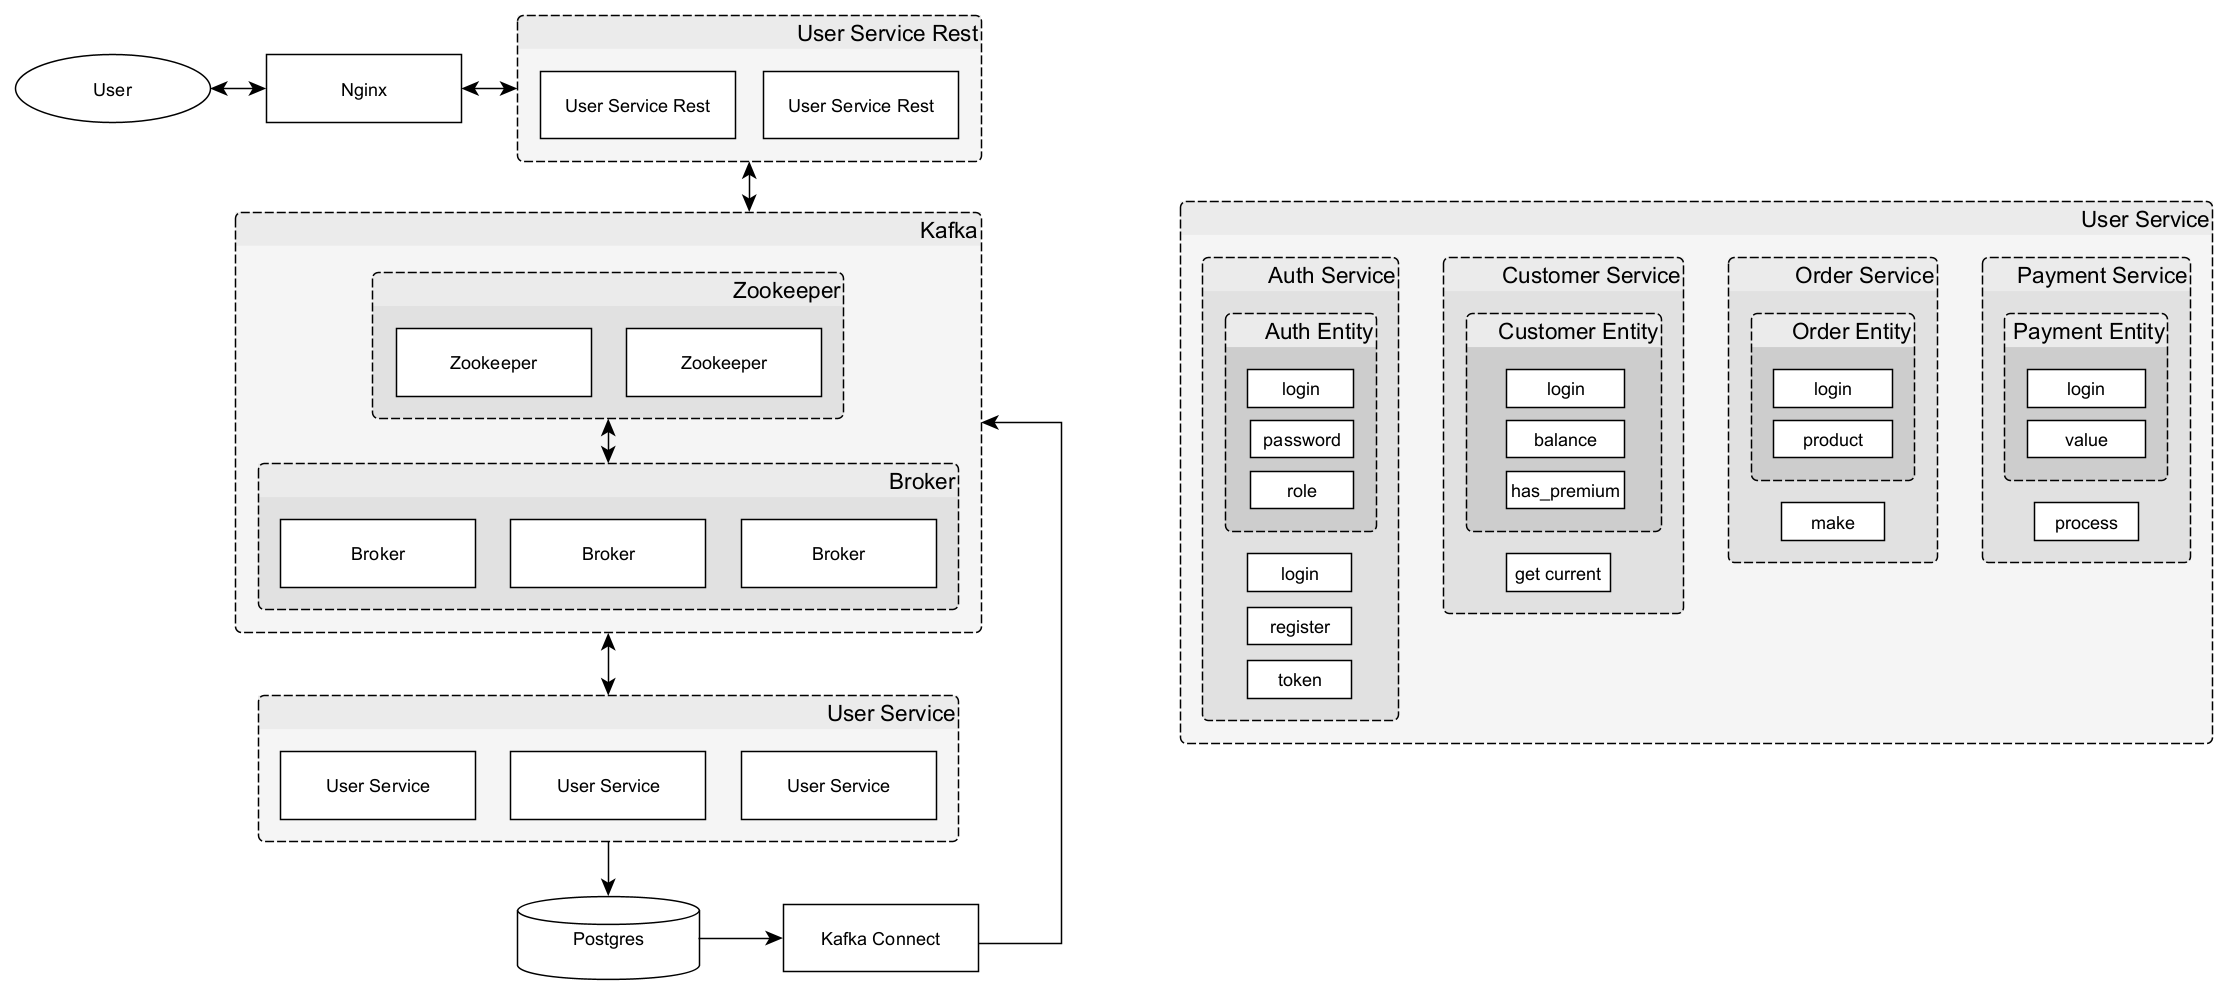 User
Nginx
User Service Rest
User Service Rest
User Service Rest
Kafka
Zookeeper
Zookeeper
Zookeeper
Broker
Broker
Broker
Broker
User Service
User Service
User Service
User Service
Postgres
Kafka Connect
User Service
Auth Service
Auth Entity
login
password
role
login
register
token
Customer Service
Customer Entity
login
balance
has_premium
get current
Order Service
Order Entity
login
product
make
Payment Service
Payment Entity
login
value
process